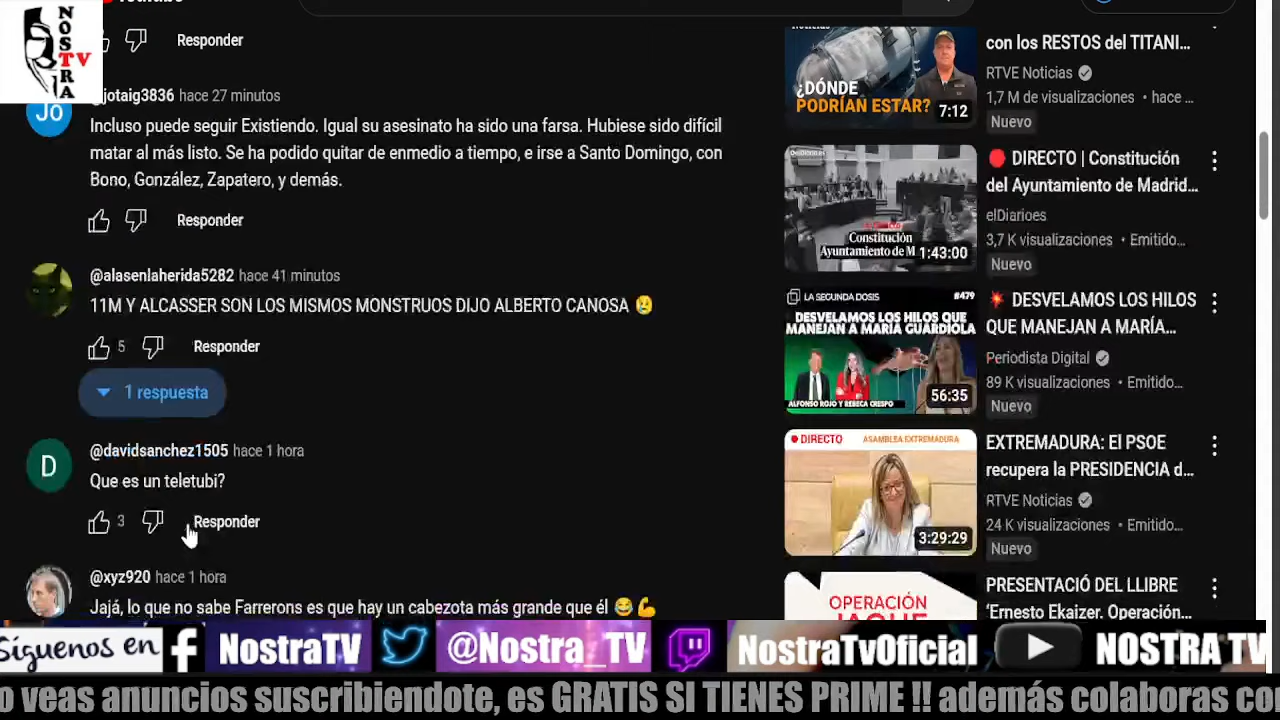 NOSTRA
TV
Responder
@jotaig3836 hace 27 minutos
JO
Incluso puede seguir Existiendo. Igual su asesinato ha sido una farsa. Hubiese sido difícil
matar al más listo. Se ha podido quitar de enmedio a tiempo, e irse a Santo Domingo, con
Bono, González, Zapatero, y demás.
Responder
@alasenlaherida5282 hace 41 minutos
11M Y ALCASSER SON LOS MISMOS MONSTRUOS DIJO ALBERTO CANOSA 😢
5 Responder
1 respuesta
@davidsanchez1505 hace 1 hora
D
Que es un teletubi?
3 Responder
@xyz920 hace 1 hora
Jajá, lo que no sabe Farrerons es que hay un cabezota más grande que él 😂💪
¿DÓNDE
PODRÍAN ESTAR?
7:12
con los RESTOS del TITANI...
RTVE Noticias
1,7 M de visualizaciones • hace ...
Nuevo
Constitución
Ayuntamiento de M
1:43:00
🔴 DIRECTO | Constitución
del Ayuntamiento de Madrid...
elDiarioes
3,7 K visualizaciones • Emitido...
Nuevo
LA SEGUNDA DOSIS
#479
DESVELAMOS LOS HILOS QUE
MANEJAN A MARÍA GUARDIOLA
ALFONSO ROJO Y REBECA CRESPO
56:35
💥 DESVELAMOS LOS HILOS
QUE MANEJAN A MARÍA...
Periodista Digital
89 K visualizaciones • Emitido...
Nuevo
DIRECTO
ASAMBLEA EXTREMADURA
3:29:29
EXTREMADURA: El PSOE
recupera la PRESIDENCIA d...
RTVE Noticias
24 K visualizaciones • Emitido...
Nuevo
OPERACIÓN
PRESENTACIÓ DEL LLIBRE
‘Ernesto Ekaizer. Operación...
Síguenos en NostraTV @Nostra_TV NostraTvOficial NOSTRA TV
o veas anuncios suscribiendote, es GRATIS SI TIENES PRIME !! además colaboras co